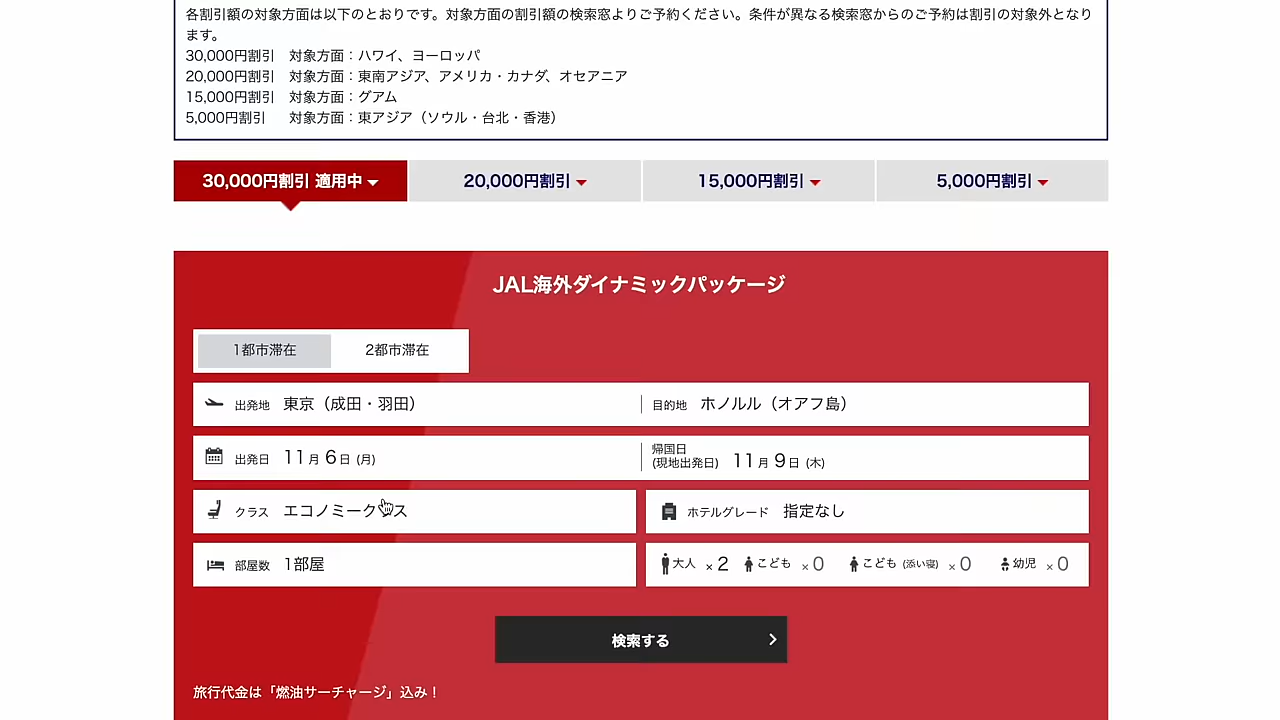 各割引額の対象方面は以下のとおりです。対象方面の割引額の検索窓よりご予約ください。条件が異なる検索窓からのご予約は割引の対象外となり
ます。
30,000円割引 対象方面：ハワイ、ヨーロッパ
20,000円割引 対象方面：東南アジア、アメリカ・カナダ、オセアニア
15,000円割引 対象方面：グアム
5,000円割引 対象方面：東アジア（ソウル・台北・香港）
30,000円割引 適用中 20,000円割引 15,000円割引 5,000円割引
JAL海外ダイナミックパッケージ
1都市滞在 2都市滞在
出発地 東京（成田・羽田） 目的地 ホノルル（オアフ島）
出発日 11月 6日 (月) 帰国日 (現地出発日) 11月 9日 (木)
クラス エコノミークラス ホテルグレード 指定なし
部屋数 1部屋 大人 ×2 こども ×0 こども (添い寝) ×0 幼児 ×0
検索する
旅行代金は「燃油サーチャージ」込み！